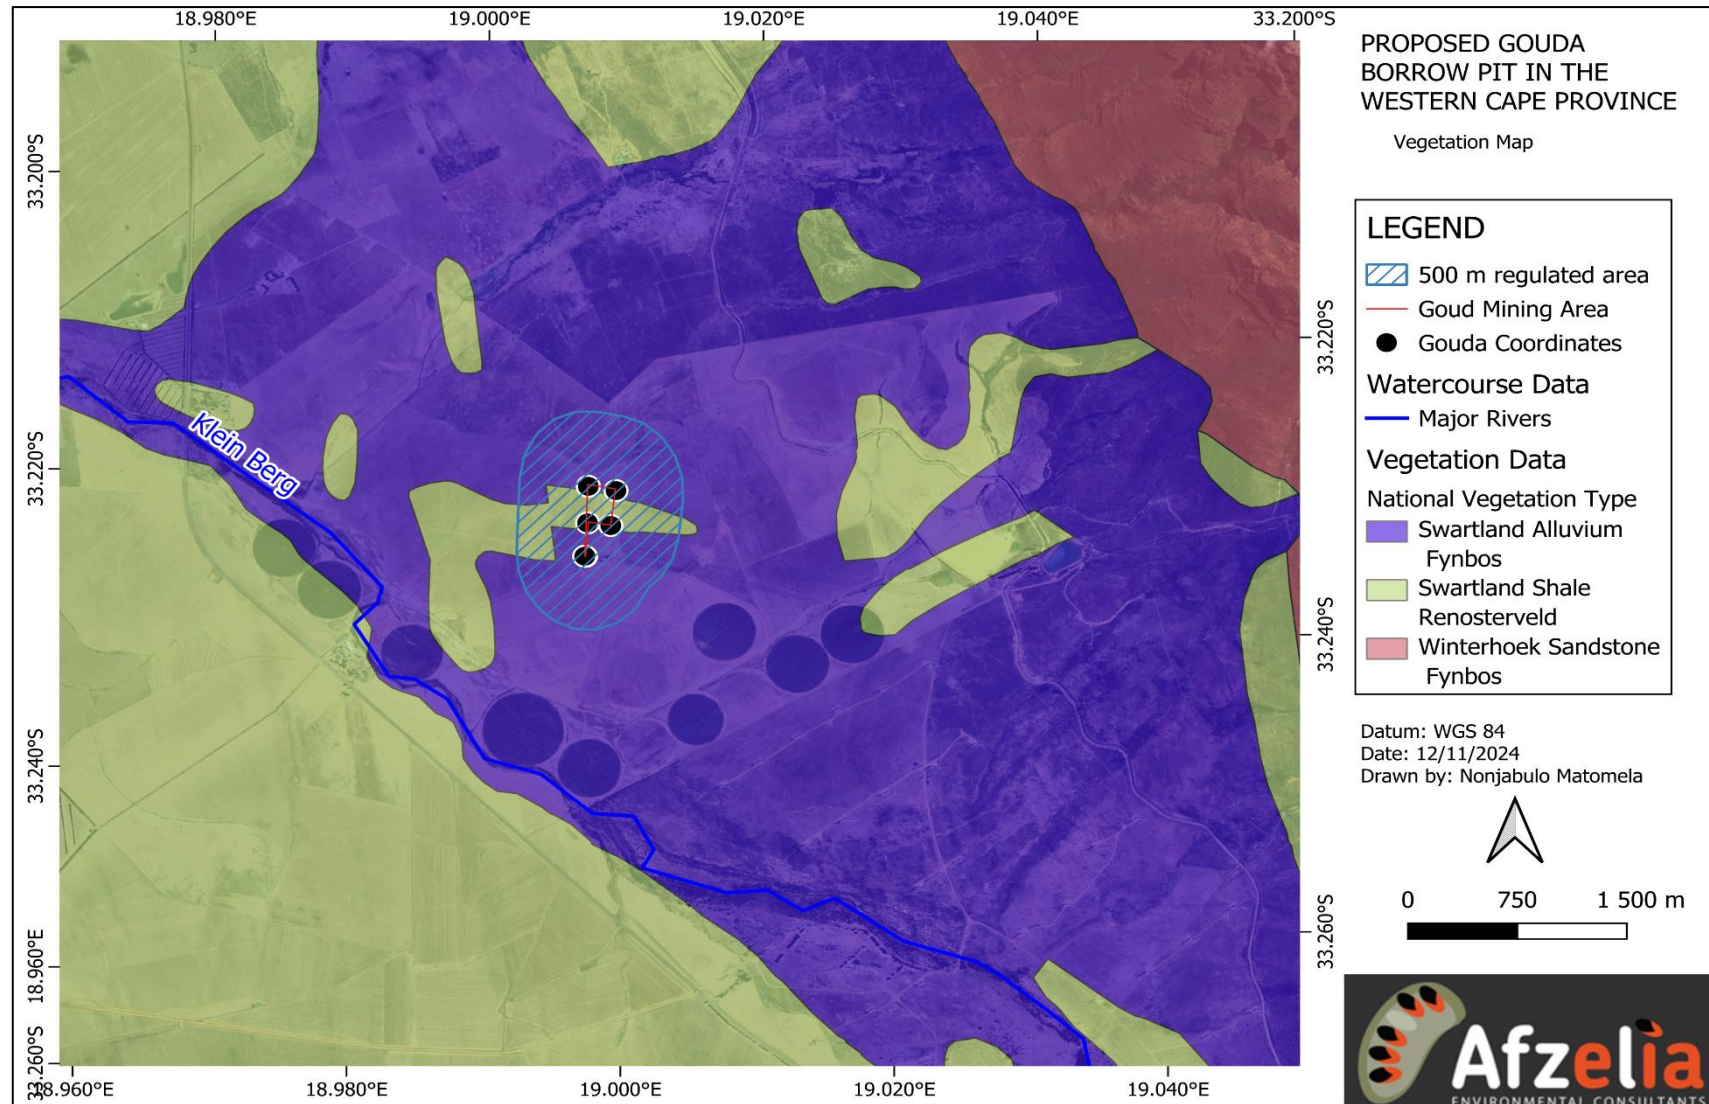 18.980°E 19.000°E 19.020°E 19.040°E 33.200°S
33.200°S
33.220°S
33.240°S
18.960°E
33.260°S
33.220°S
33.240°S
33.260°S
18.960°E 18.980°E 19.000°E 19.020°E 19.040°E
Klein Berg
PROPOSED GOUDA
BORROW PIT IN THE
WESTERN CAPE PROVINCE
Vegetation Map
LEGEND
500 m regulated area
Goud Mining Area
Gouda Coordinates
Watercourse Data
Major Rivers
Vegetation Data
National Vegetation Type
Swartland Alluvium
Fynbos
Swartland Shale
Renosterveld
Winterhoek Sandstone
Fynbos
Datum: WGS 84
Date: 12/11/2024
Drawn by: Nonjabulo Matomela
0 750 1 500 m
Afzelia
ENVIRONMENTAL CONSULTANTS